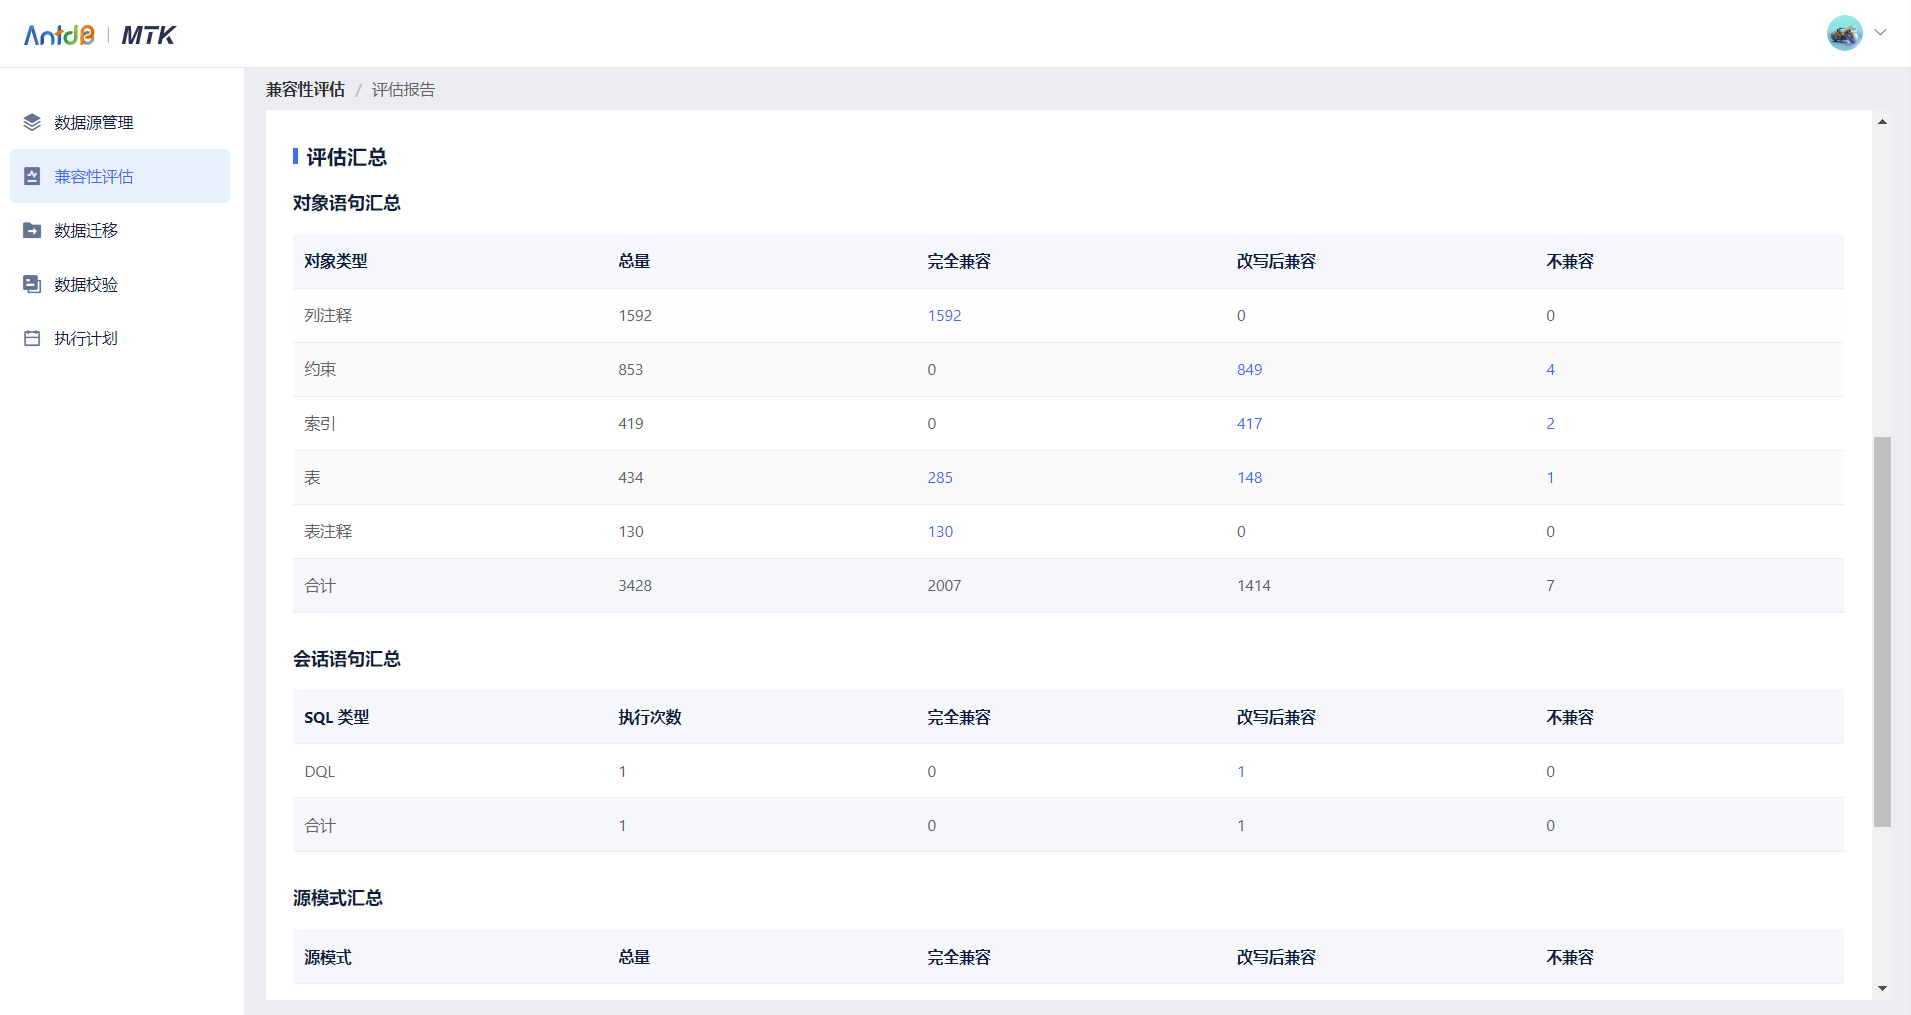 AntdB | MTK
兼容性评估 / 评估报告
数据源管理
兼容性评估
数据迁移
数据校验
执行计划
评估汇总
对象语句汇总
对象类型 总量 完全兼容 改写后兼容 不兼容
列注释 1592 1592 0 0
约束 853 0 849 4
索引 419 0 417 2
表 434 285 148 1
表注释 130 130 0 0
合计 3428 2007 1414 7
会话语句汇总
SQL 类型 执行次数 完全兼容 改写后兼容 不兼容
DQL 1 0 1 0
合计 1 0 1 0
源模式汇总
源模式 总量 完全兼容 改写后兼容 不兼容